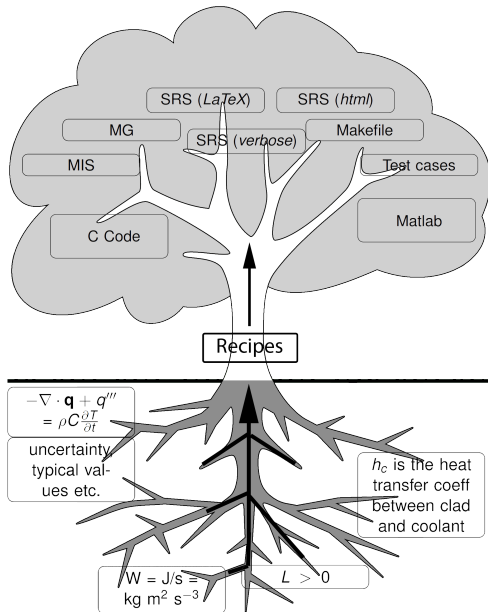 SRS (LaTeX)
SRS (html)
MG
SRS (verbose)
Makefile
MIS
Test cases
C Code
Matlab
Recipes
−∇ · q + q′′′
= ρC ∂T/∂t
uncertainty,
typical val-
ues etc.
h_c is the heat
transfer coeff
between clad
and coolant
W = J/s =
kg m² s⁻³
L > 0